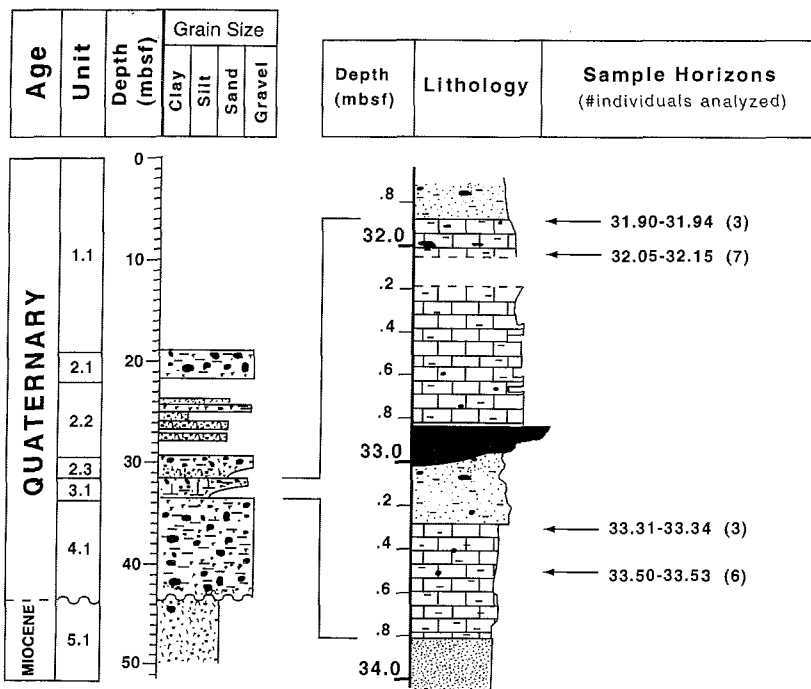 Age
Unit
Depth
(mbsf)
Grain Size
Clay
Silt
Sand
Gravel
Depth
(mbsf)
Lithology
Sample Horizons
(#individuals analyzed)
QUATERNARY
MIOCENE
1.1
2.1
2.2
2.3
3.1
4.1
5.1
0
10
20
30
40
50
.8
32.0
.2
.4
.6
.8
33.0
.2
.4
.6
.8
34.0
31.90-31.94 (3)
32.05-32.15 (7)
33.31-33.34 (3)
33.50-33.53 (6)